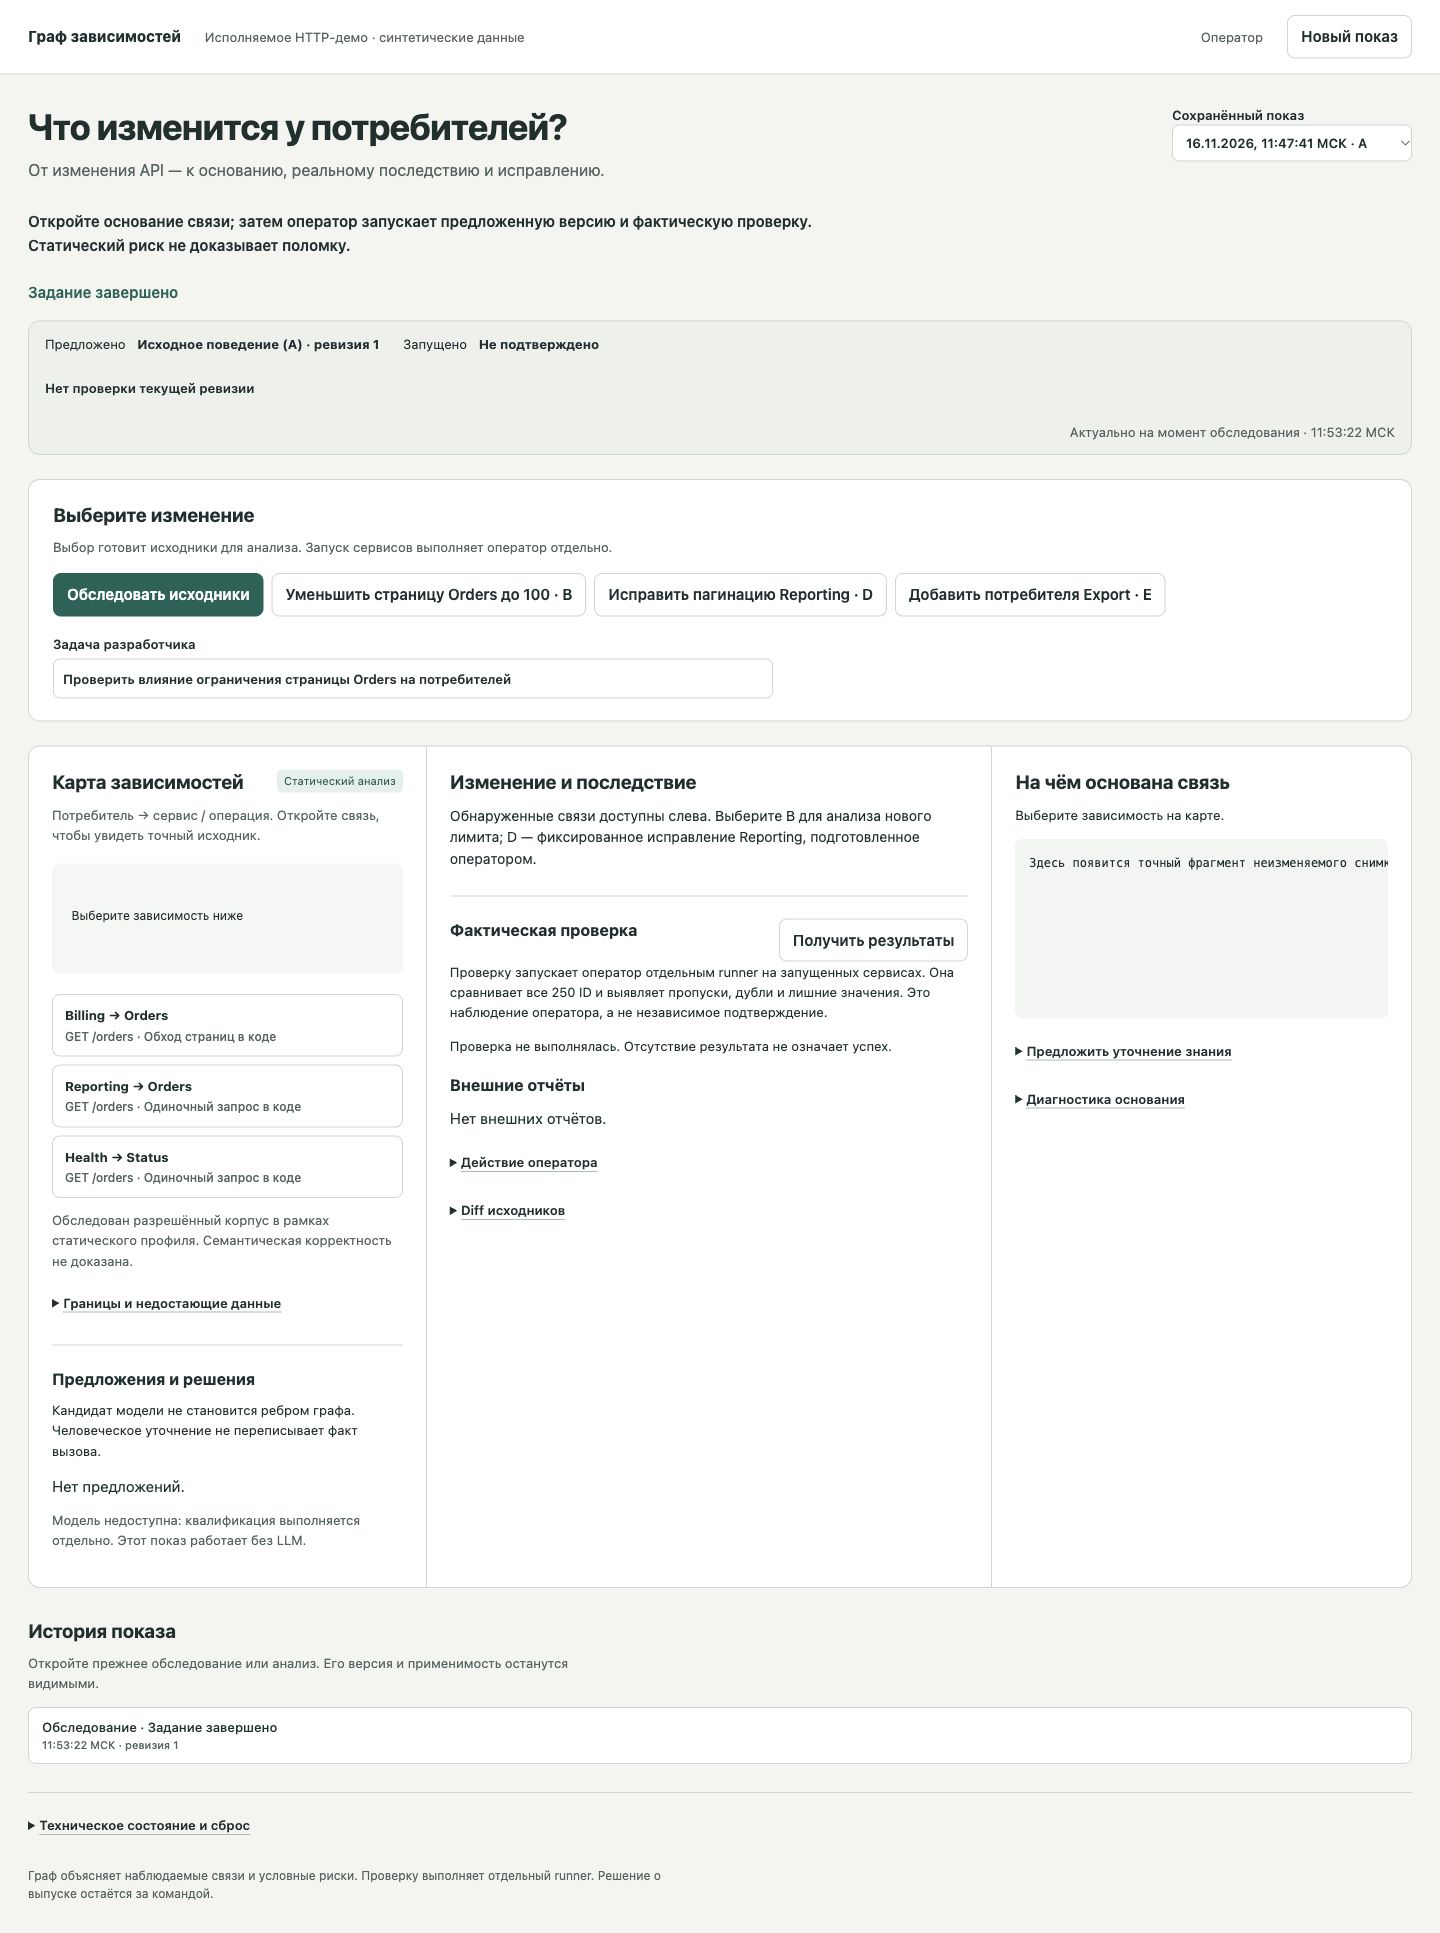 Граф зависимостей
Исполняемое HTTP-демо · синтетические данные
Оператор
Новый показ
Что изменится у потребителей?
От изменения API — к основанию, реальному последствию и исправлению.
Сохранённый показ
16.11.2026, 11:47:41 МСК · A
Откройте основание связи; затем оператор запускает предложенную версию и фактическую проверку.
Статический риск не доказывает поломку.
Задание завершено
Предложено Исходное поведение (A) · ревизия 1 Запущено Не подтверждено
Нет проверки текущей ревизии
Актуально на момент обследования · 11:53:22 МСК
Выберите изменение
Выбор готовит исходники для анализа. Запуск сервисов выполняет оператор отдельно.
Обследовать исходники
Уменьшить страницу Orders до 100 · B
Исправить пагинацию Reporting · D
Добавить потребителя Export · E
Задача разработчика
Проверить влияние ограничения страницы Orders на потребителей
Карта зависимостей
Статический анализ
Потребитель → сервис / операция. Откройте связь,
чтобы увидеть точный исходник.
Выберите зависимость ниже
Billing → Orders
GET /orders · Обход страниц в коде
Reporting → Orders
GET /orders · Одиночный запрос в коде
Health → Status
GET /orders · Одиночный запрос в коде
Обследован разрешённый корпус в рамках
статического профиля. Семантическая корректность
не доказана.
Границы и недостающие данные
Предложения и решения
Кандидат модели не становится ребром графа.
Человеческое уточнение не переписывает факт
вызова.
Нет предложений.
Модель недоступна: квалификация выполняется
отдельно. Этот показ работает без LLM.
Изменение и последствие
Обнаруженные связи доступны слева. Выберите B для анализа нового
лимита; D — фиксированное исправление Reporting, подготовленное
оператором.
Фактическая проверка
Получить результаты
Проверку запускает оператор отдельным runner на запущенных сервисах. Она
сравнивает все 250 ID и выявляет пропуски, дубли и лишние значения. Это
наблюдение оператора, а не независимое подтверждение.
Проверка не выполнялась. Отсутствие результата не означает успех.
Внешние отчёты
Нет внешних отчётов.
Действие оператора
Diff исходников
На чём основана связь
Выберите зависимость на карте.
Здесь появится точный фрагмент неизменяемого снимк
Предложить уточнение знания
Диагностика основания
История показа
Откройте прежнее обследование или анализ. Его версия и применимость останутся
видимыми.
Обследование · Задание завершено
11:53:22 МСК · ревизия 1
Техническое состояние и сброс
Граф объясняет наблюдаемые связи и условные риски. Проверку выполняет отдельный runner. Решение о
выпуске остаётся за командой.